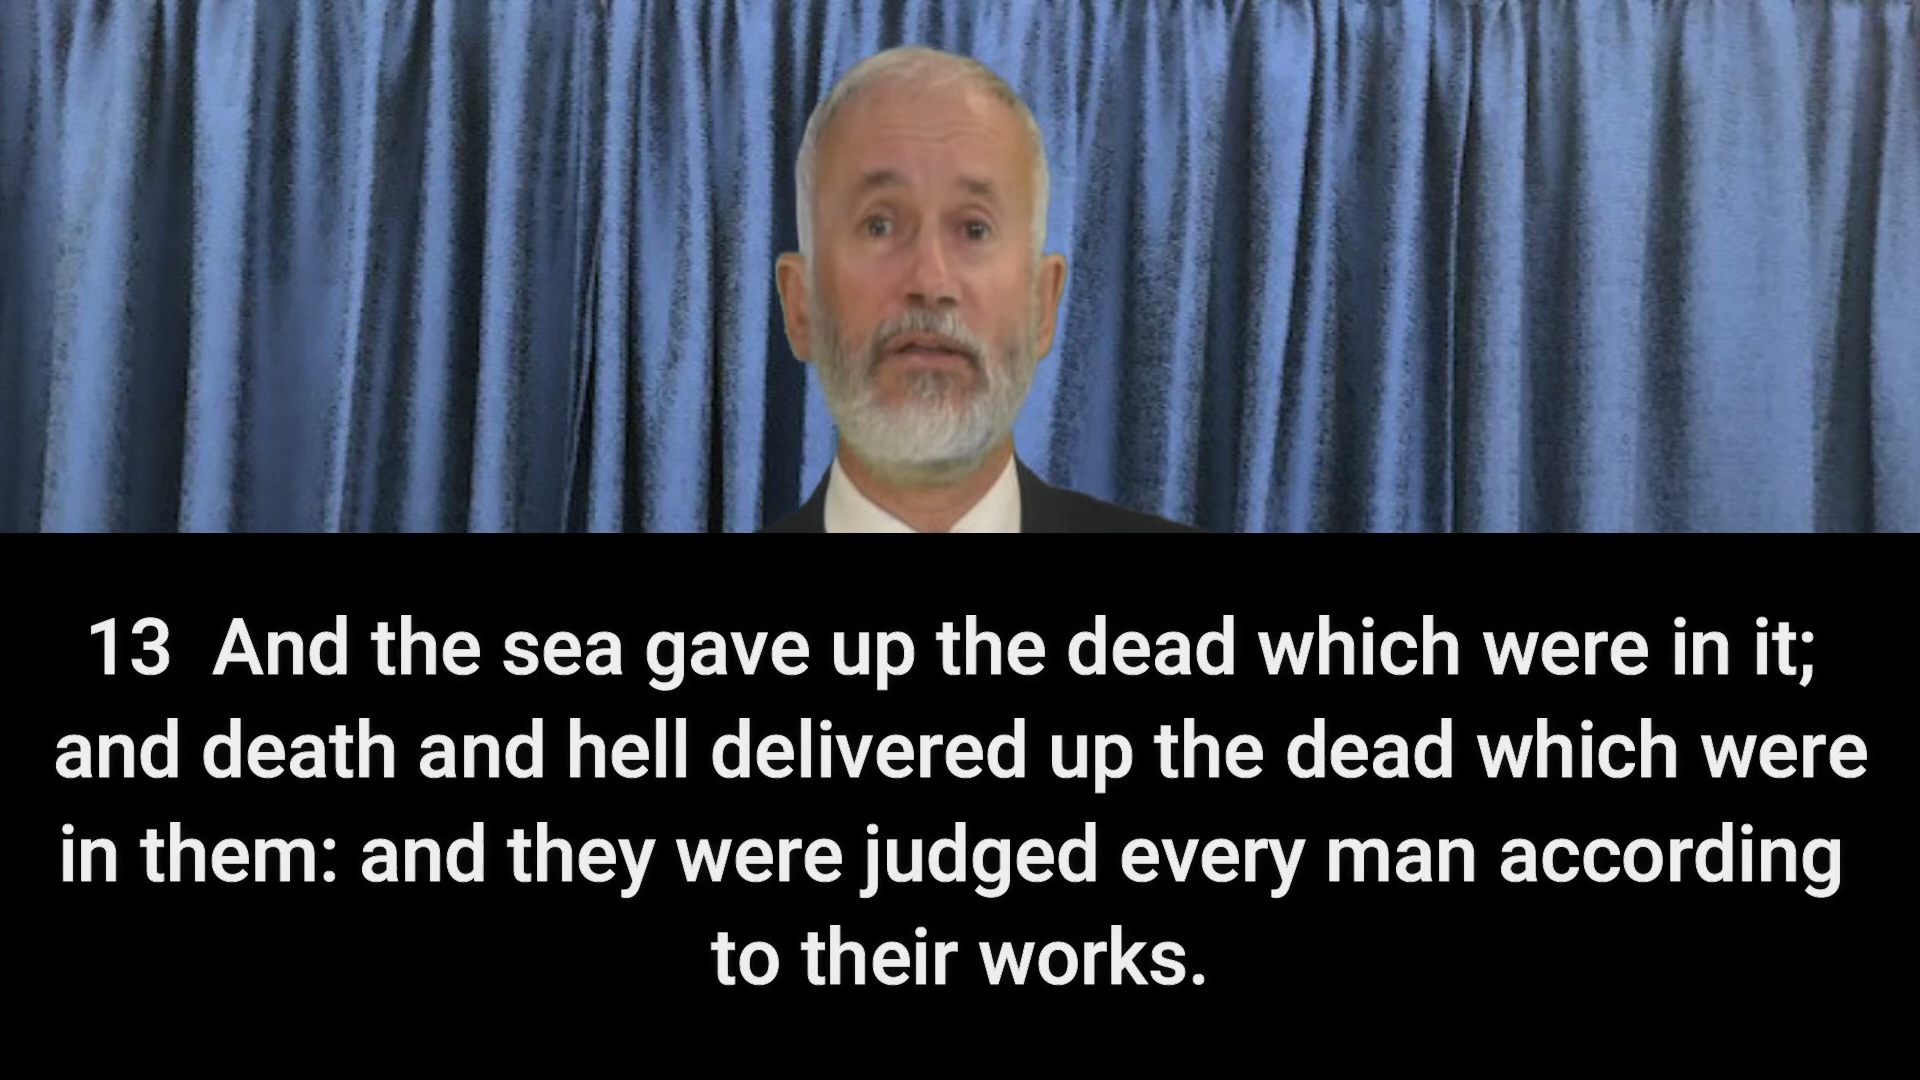 13  And the sea gave up the dead which were in it;
and death and hell delivered up the dead which were
in them: and they were judged every man according
to their works.